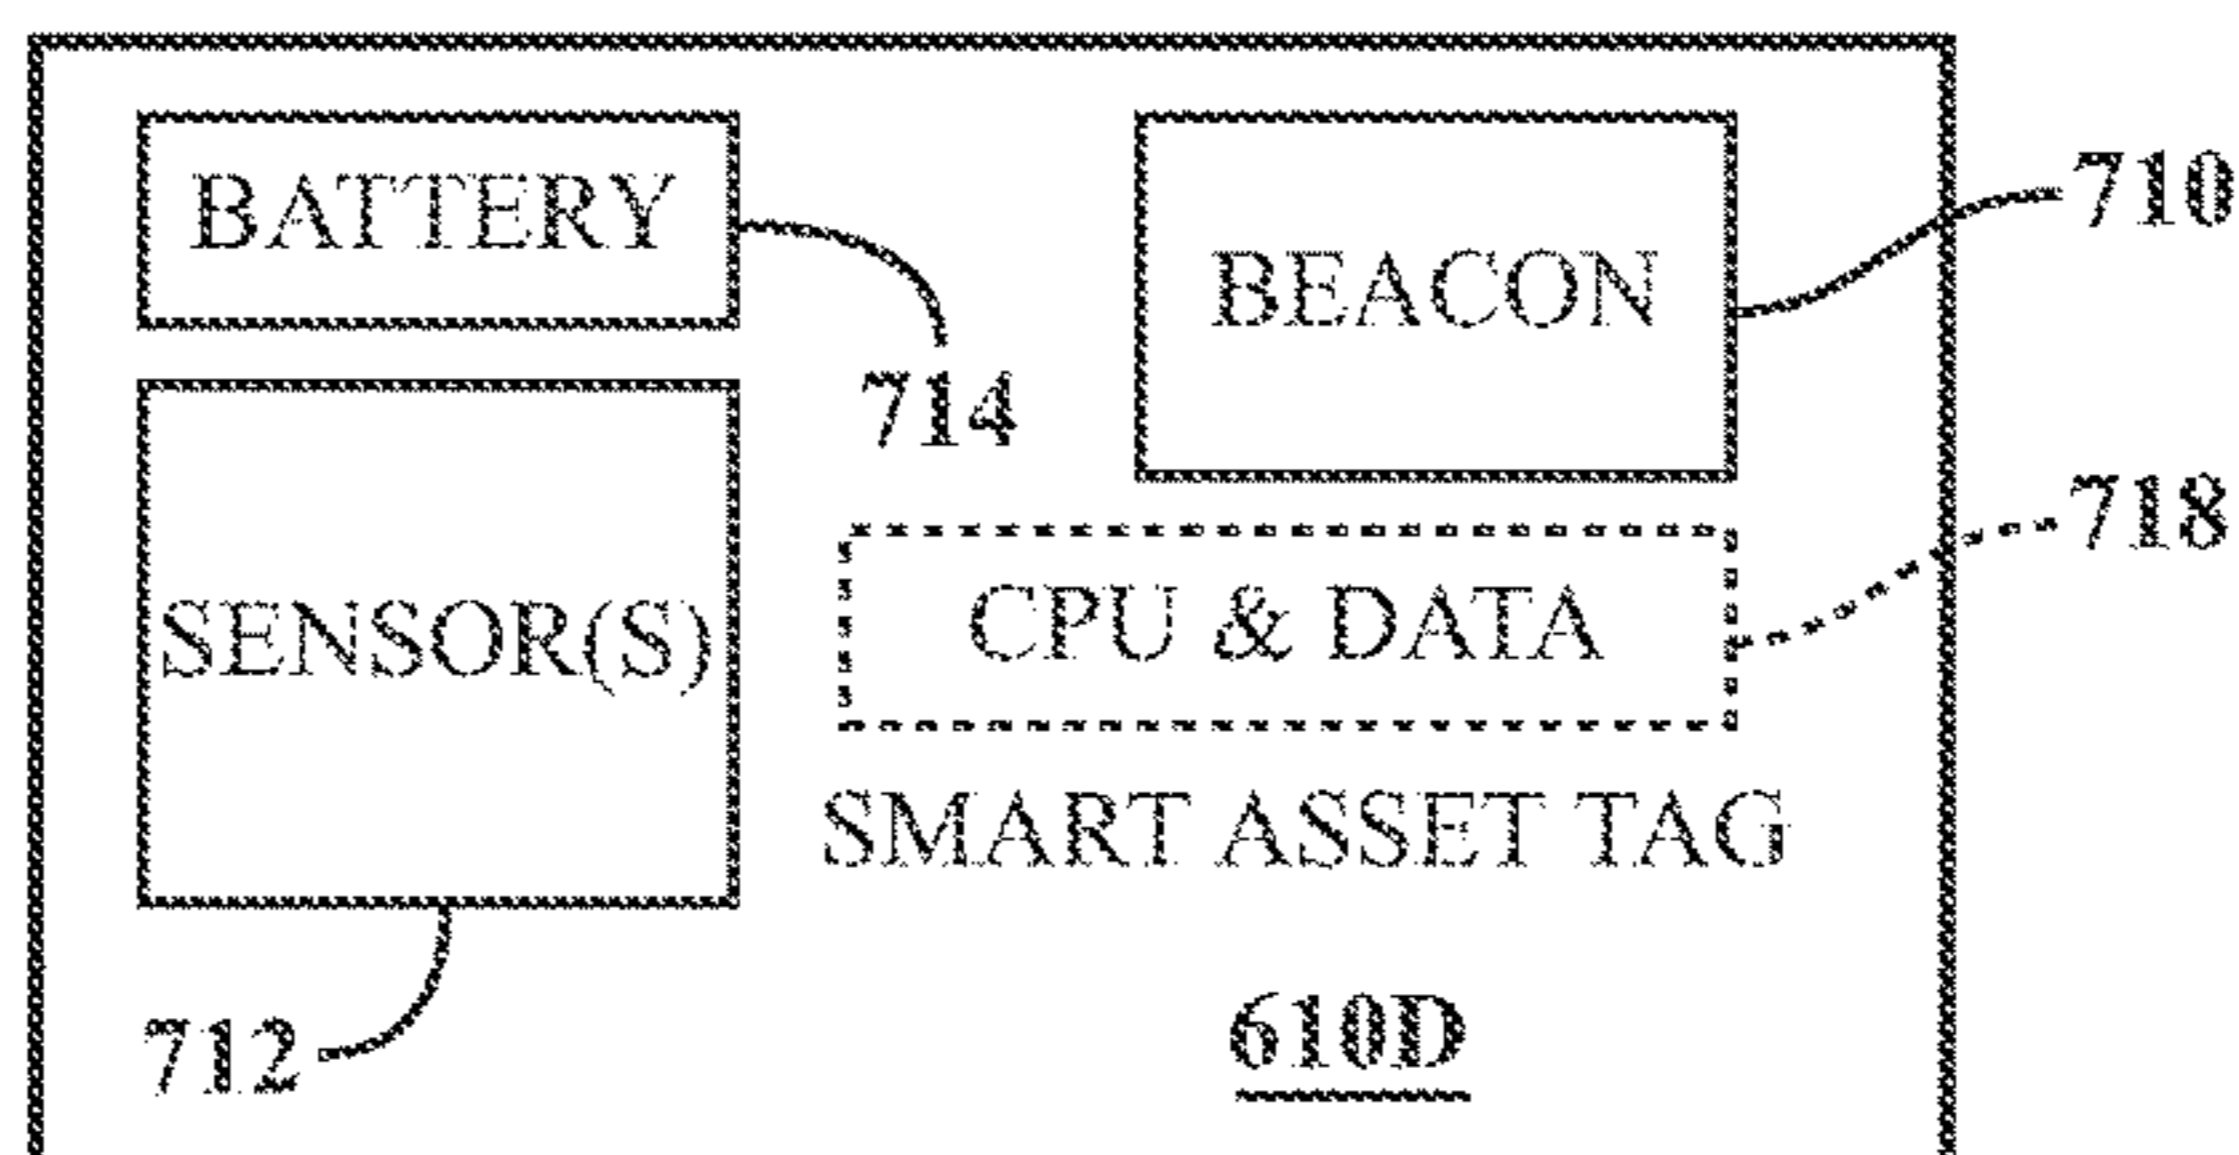 BATTERY
BEACON
710
714
718
SENSOR(S)
CPU & DATA
SMART ASSET TAG
712
610D